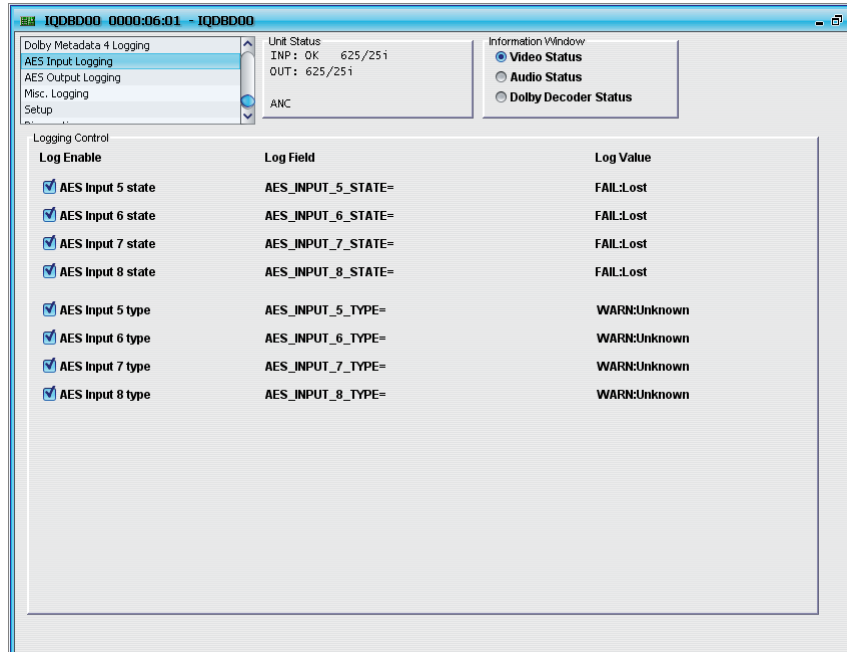 IQDBD00 0000:06:01 - IQDBD00
Dolby Metadata 4 Logging
AES Input Logging
AES Output Logging
Misc. Logging
Setup
Unit Status
INP: OK 625/25i
OUT: 625/25i
ANC
Information Window
Video Status
Audio Status
Dolby Decoder Status
Logging Control
Log Enable Log Field Log Value
AES Input 5 state AES_INPUT_5_STATE= FAIL:Lost
AES Input 6 state AES_INPUT_6_STATE= FAIL:Lost
AES Input 7 state AES_INPUT_7_STATE= FAIL:Lost
AES Input 8 state AES_INPUT_8_STATE= FAIL:Lost
AES Input 5 type AES_INPUT_5_TYPE= WARN:Unknown
AES Input 6 type AES_INPUT_6_TYPE= WARN:Unknown
AES Input 7 type AES_INPUT_7_TYPE= WARN:Unknown
AES Input 8 type AES_INPUT_8_TYPE= WARN:Unknown